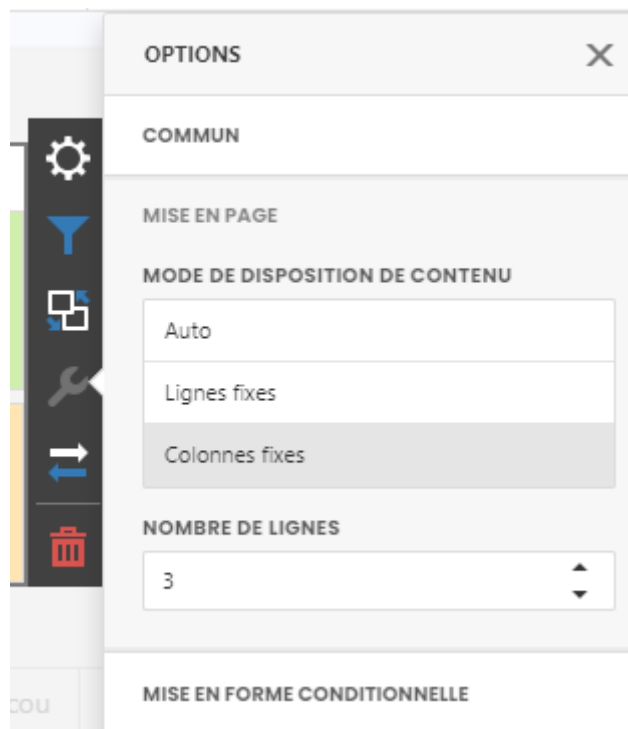 OPTIONS
COMMUN
MISE EN PAGE
MODE DE DISPOSITION DE CONTENU
Auto
Lignes fixes
Colonnes fixes
NOMBRE DE LIGNES
3
MISE EN FORME CONDITIONNELLE
cou